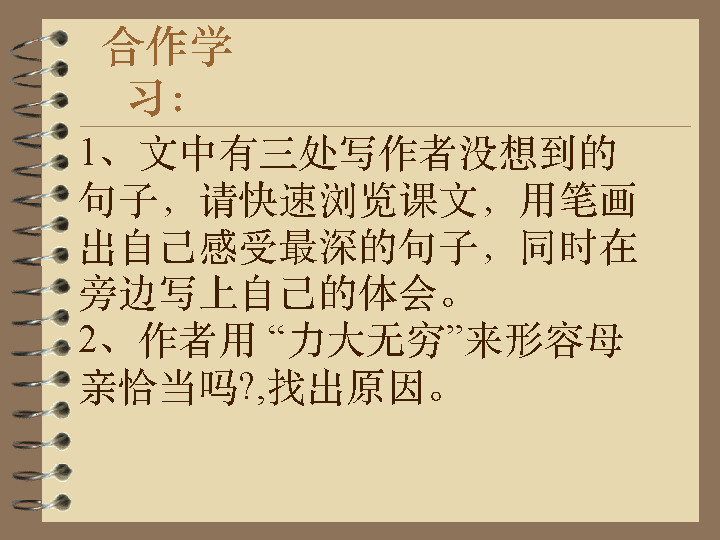 合作学
习：
1、文中有三处写作者没想到的
句子，请快速浏览课文，用笔画
出自己感受最深的句子，同时在
旁边写上自己的体会。
2、作者用 “力大无穷”来形容母
亲恰当吗?,找出原因。